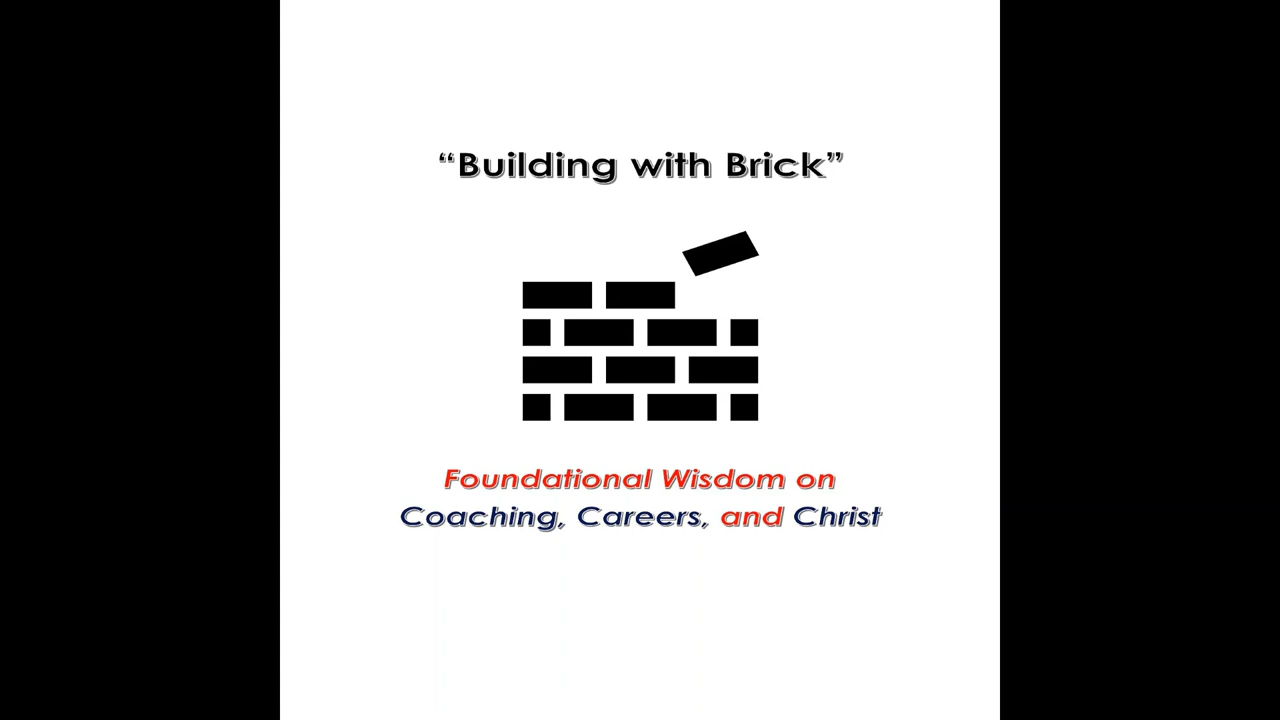 “Building with Brick”
Foundational Wisdom on
Coaching, Careers, and Christ